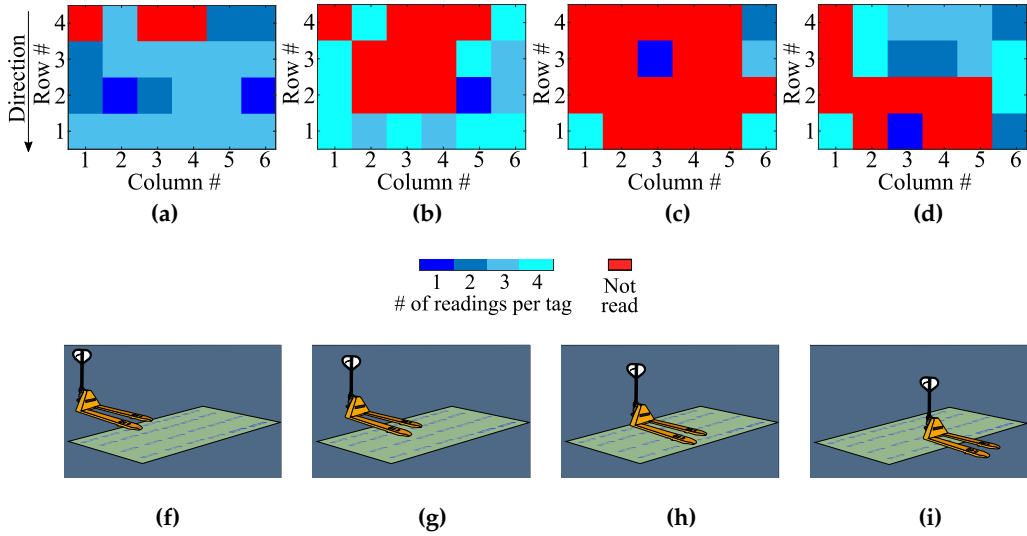 Direction
Row #
4
3
2
1
1 2 3 4 5 6
Column #
(a)
Row #
4
3
2
1
1 2 3 4 5 6
Column #
(b)
Row #
4
3
2
1
1 2 3 4 5 6
Column #
(c)
Row #
4
3
2
1
1 2 3 4 5 6
Column #
(d)
1 2 3 4
# of readings per tag
Not
read
(f)
(g)
(h)
(i)